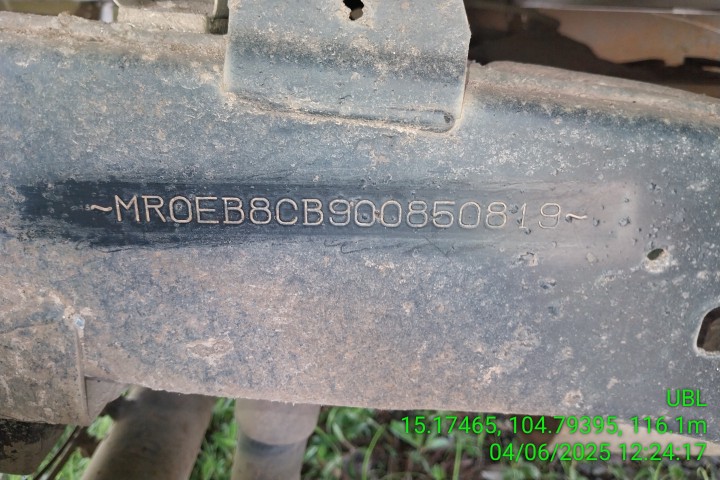 ~MR0EB8CB900850819~
UBL
15.17465, 104.79395, 116.1m
04/06/2025 12.24.17